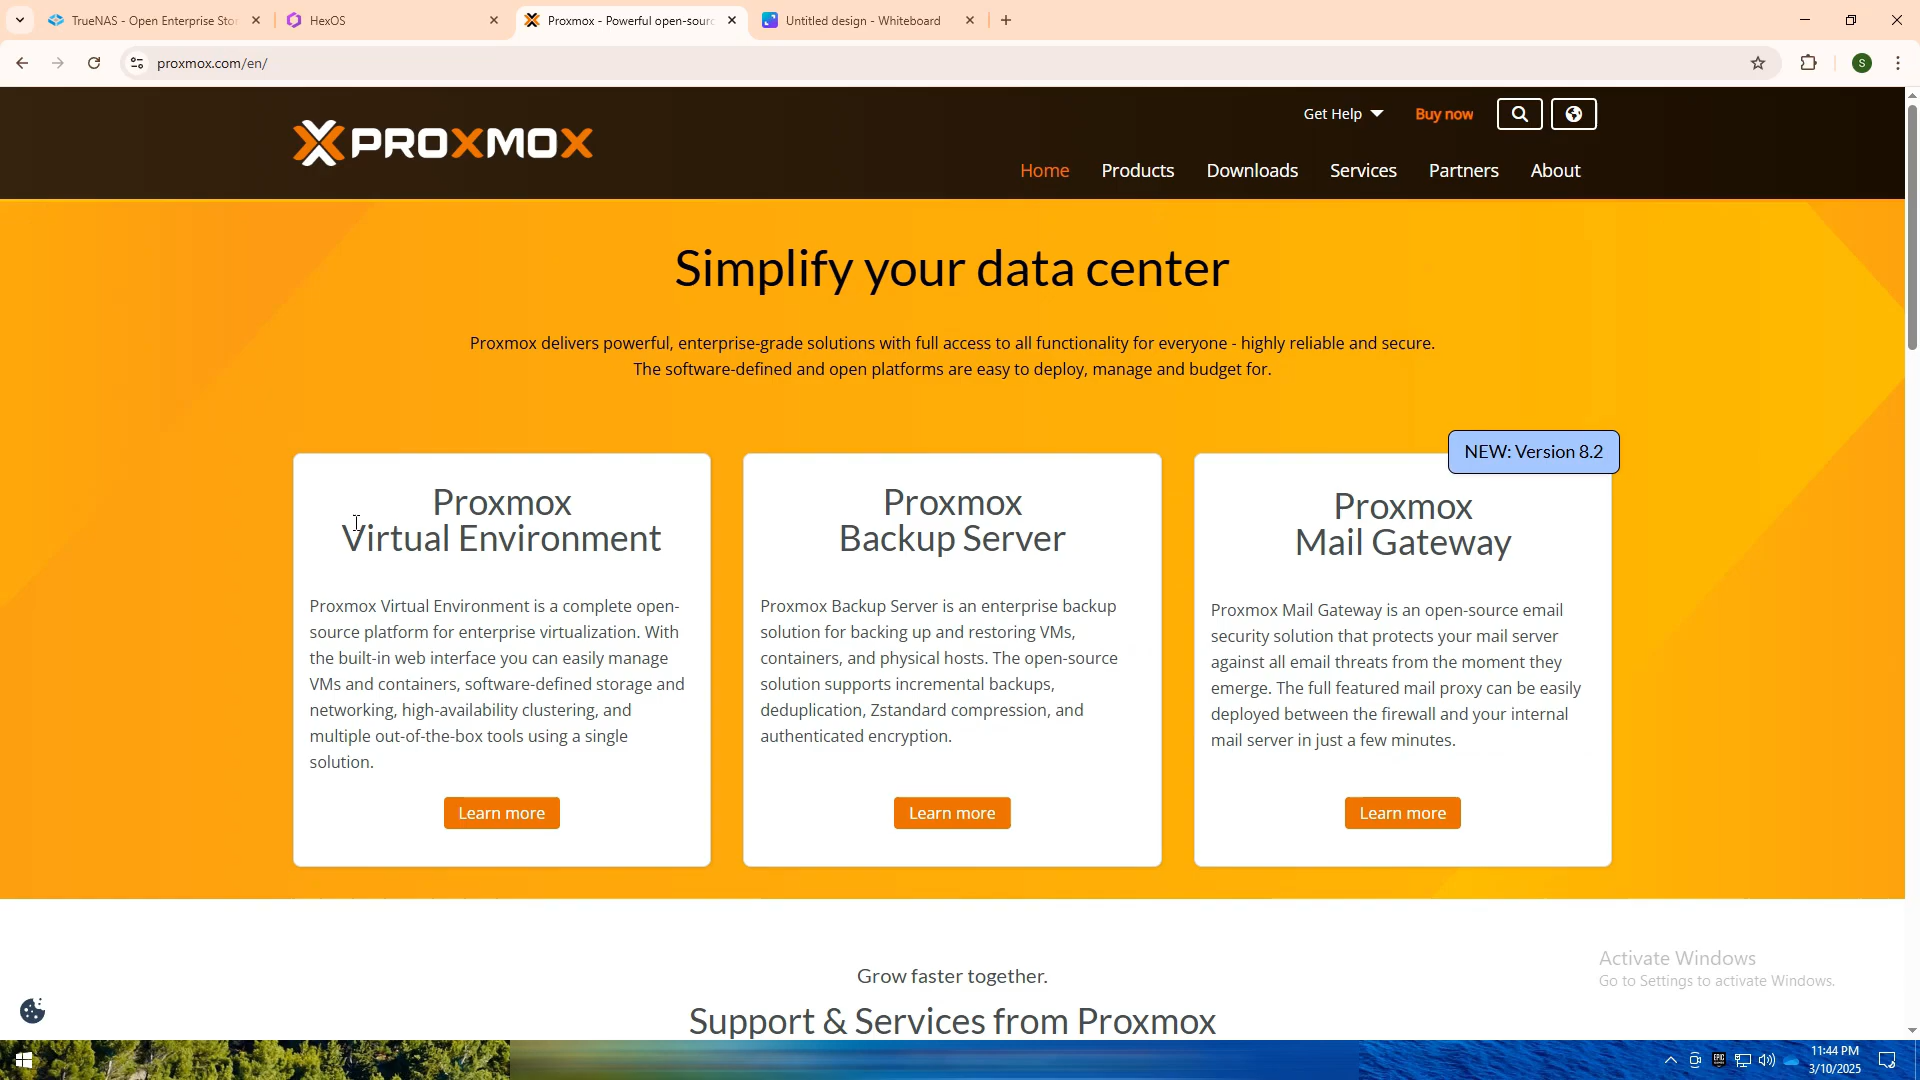 TrueNAS - Open Enterprise Stor
HexOS
Proxmox - Powerful open-sourc
Untitled design - Whiteboard
proxmox.com/en/
S
PROXMOX
Get Help
Buy now
Home
Products
Downloads
Services
Partners
About
Simplify your data center
Proxmox delivers powerful, enterprise-grade solutions with full access to all functionality for everyone - highly reliable and secure.
The software-defined and open platforms are easy to deploy, manage and budget for.
Proxmox
Virtual Environment
Proxmox Virtual Environment is a complete open-
source platform for enterprise virtualization. With
the built-in web interface you can easily manage
VMs and containers, software-defined storage and
networking, high-availability clustering, and
multiple out-of-the-box tools using a single
solution.
Learn more
Proxmox
Backup Server
Proxmox Backup Server is an enterprise backup
solution for backing up and restoring VMs,
containers, and physical hosts. The open-source
solution supports incremental backups,
deduplication, Zstandard compression, and
authenticated encryption.
Learn more
NEW: Version 8.2
Proxmox
Mail Gateway
Proxmox Mail Gateway is an open-source email
security solution that protects your mail server
against all email threats from the moment they
emerge. The full featured mail proxy can be easily
deployed between the firewall and your internal
mail server in just a few minutes.
Learn more
Grow faster together.
Support & Services from Proxmox
Activate Windows
Go to Settings to activate Windows.
EPIC
11:44 PM
3/10/2025